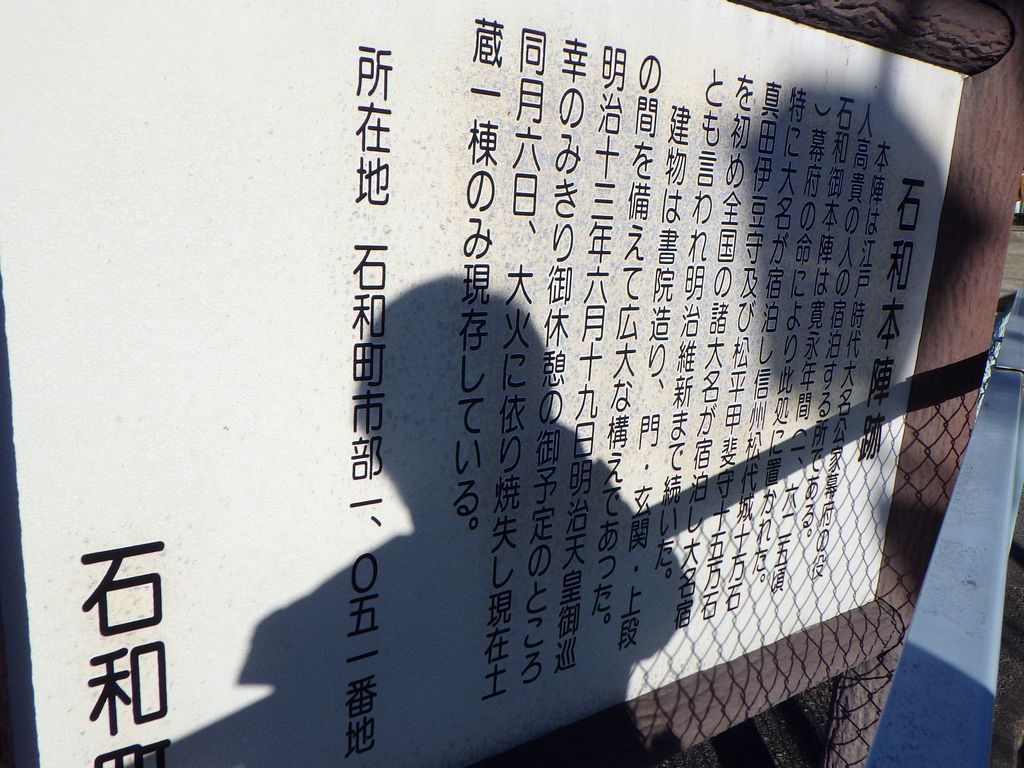 石和本陣跡
本陣は江戸時代大名公家幕府の役
人高貴の人の宿泊する所である。
石和御本陣は寛永年間(一、六二五頃
)幕府の命により此処に置かれた。
特に大名が宿泊し信州松代城十万石
真田伊豆守及び松平甲斐守十五万石
を初め全国の諸大名が宿泊し大名宿
とも言われ明治維新まで続いた。
建物は書院造り、門・玄関・上段
の間を備えて広大な構えであった。
明治十三年六月十九日明治天皇御巡
幸のみきり御休憩の御予定のところ
同月六日、大火に依り焼失し現在土
蔵一棟のみ現存している。
所在地 石和町市部一、〇五一番地
石和町